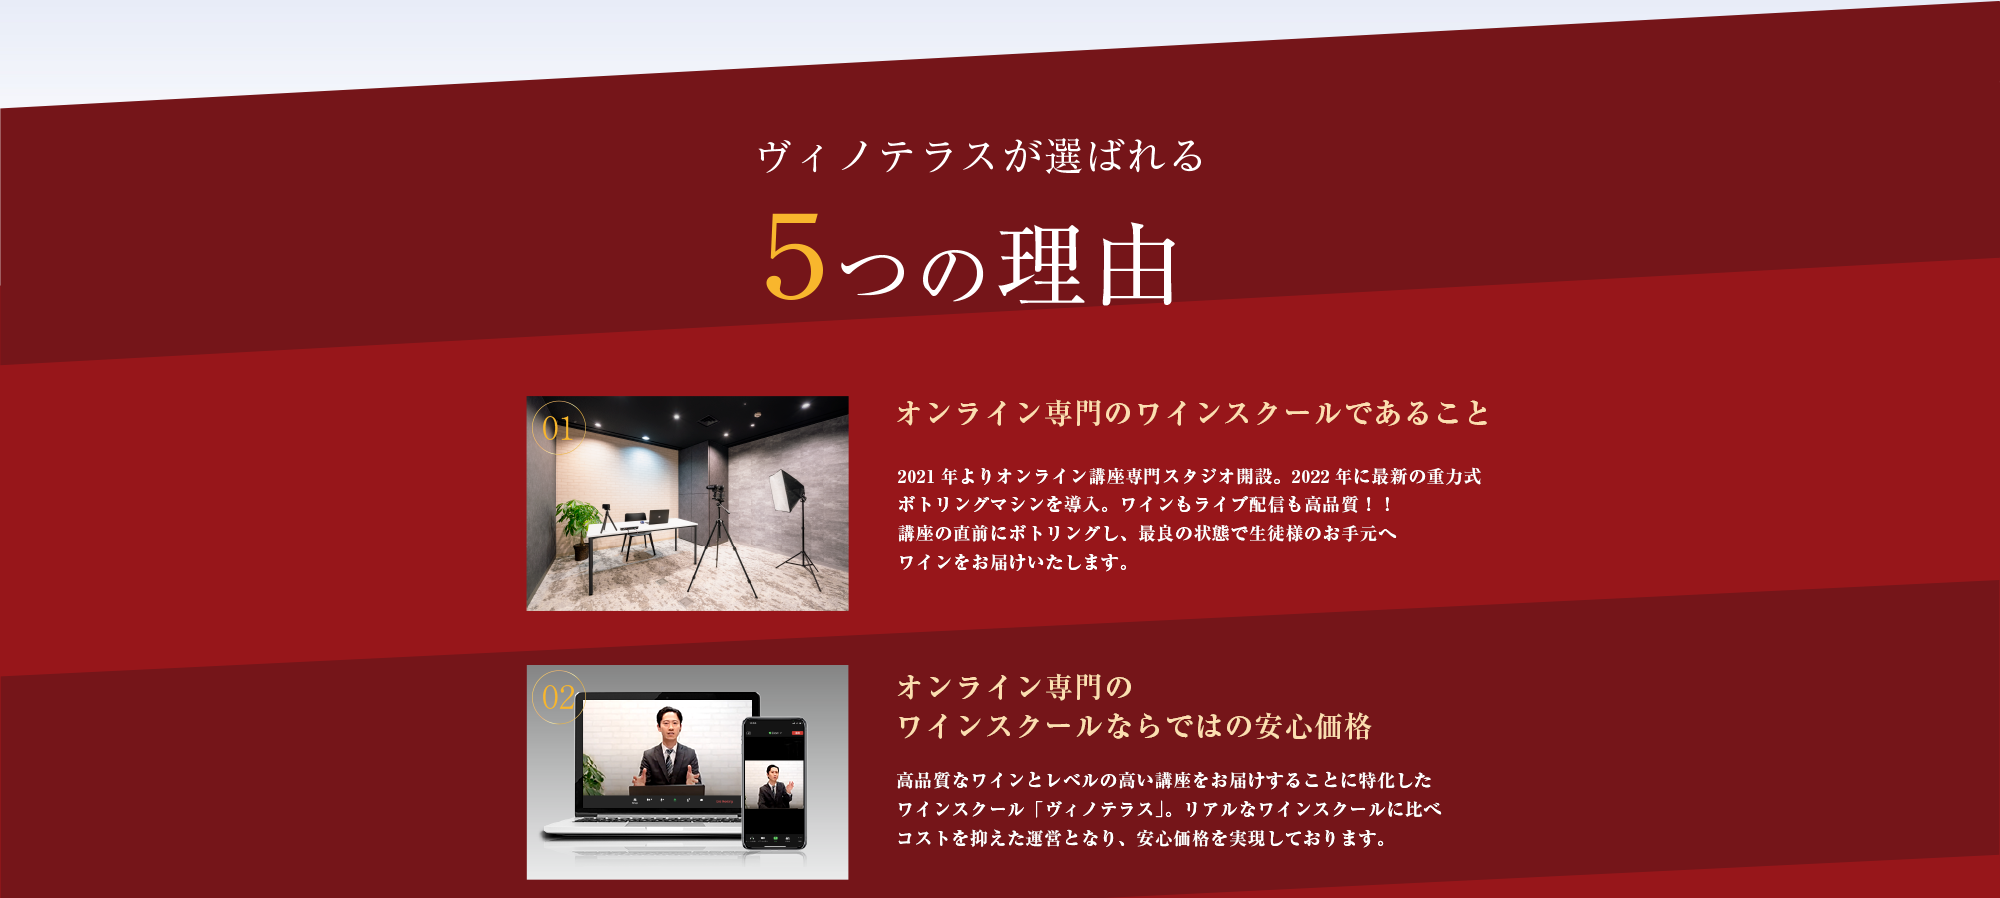 ヴィノテラスが選ばれる
5つの理由
01
オンライン専門のワインスクールであること
2021年よりオンライン講座専門スタジオ開設。2022年に最新の重力式
ボトリングマシンを導入。ワインもライブ配信も高品質！！
講座の直前にボトリングし、最良の状態で生徒様のお手元へ
ワインをお届けいたします。
02
オンライン専門の
ワインスクールならではの安心価格
高品質なワインとレベルの高い講座をお届けすることに特化した
ワインスクール「ヴィノテラス」。リアルなワインスクールに比べ
コストを抑えた運営となり、安心価格を実現しております。